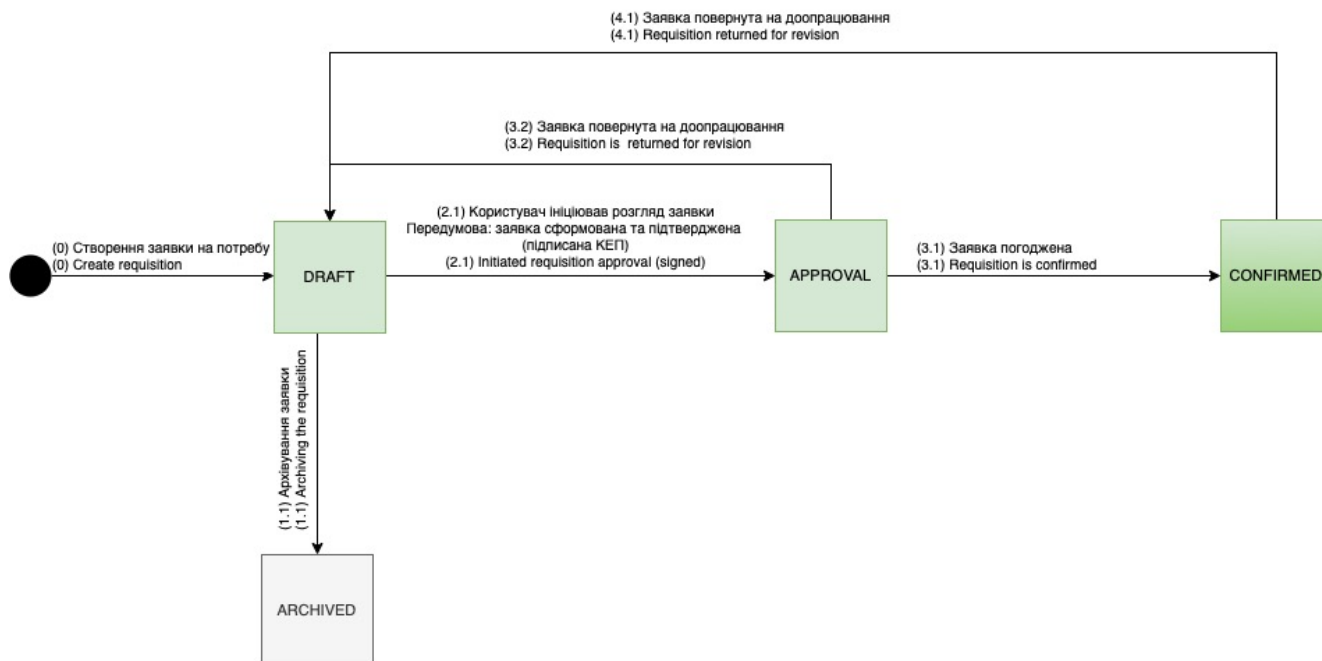 (4.1) Заявка повернута на доопрацювання
(4.1) Requisition returned for revision
(3.2) Заявка повернута на доопрацювання
(3.2) Requisition is returned for revision
(0) Створення заявки на потребу
(0) Create requisition
DRAFT
(2.1) Користувач ініціював розгляд заявки
Передумова: заявка сформована та підтверджена
(підписана КЕП)
(2.1) Initiated requisition approval (signed)
APPROVAL
(3.1) Заявка погоджена
(3.1) Requisition is confirmed
CONFIRMED
(1.1) Архівування заявки
(1.1) Archiving the requisition
ARCHIVED